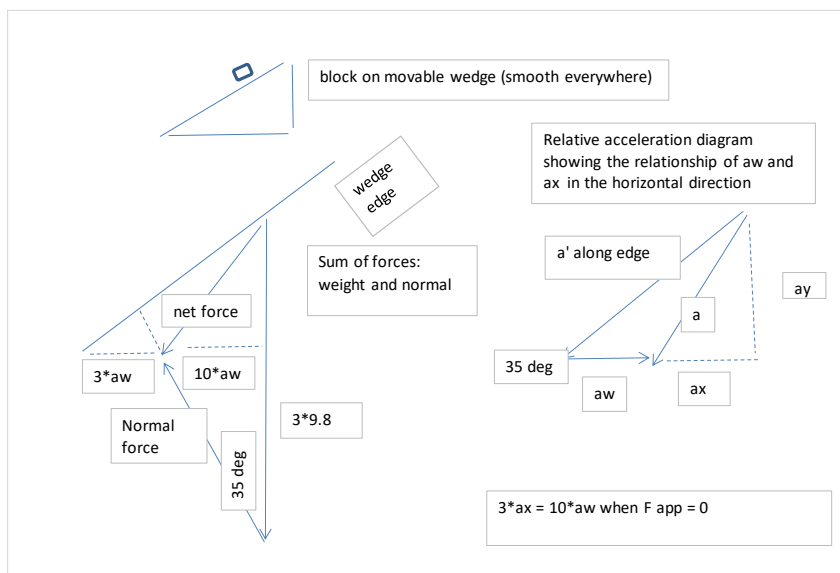 block on movable wedge (smooth everywhere)
Relative acceleration diagram
showing the relationship of aw and
ax in the horizontal direction
wedge
edge
Sum of forces:
weight and normal
a' along edge
ay
net force
a
35 deg
3*aw
10*aw
aw
ax
Normal
force
3*9.8
35 deg
3*ax = 10*aw when F app = 0